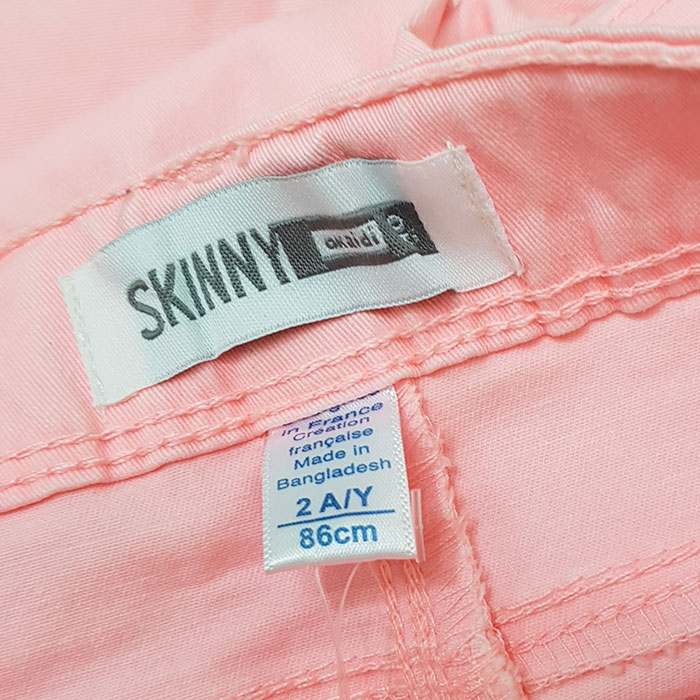 SKINNY okaidi
in France
Création
française
Made in
Bangladesh
2 A/Y
86cm